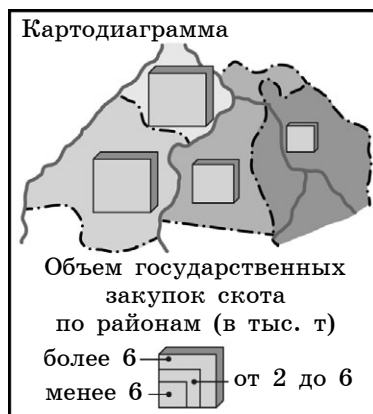 Картодиаграмма
Объем государственных
закупок скота
по районам (в тыс. т)
более 6
от 2 до 6
менее 6